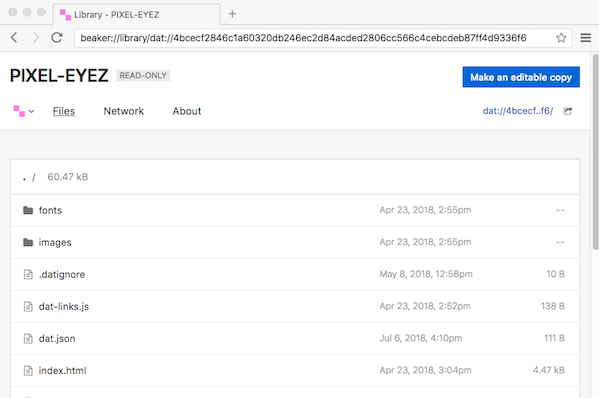 Library - PIXEL-EYEZ
beaker://library/dat://4bcecf2846c1a60320db246ec2d84acded2806cc566c4cebcdeb87ff4d9336f6
PIXEL-EYEZ READ-ONLY Make an editable copy
Files Network About dat://4bcecf..f6/
. / 60.47 kB
fonts Apr 23, 2018, 2:55pm --
images Apr 23, 2018, 2:55pm --
.datignore May 8, 2018, 12:58pm 10 B
dat-links.js Apr 23, 2018, 2:52pm 138 B
dat.json Jul 6, 2018, 4:10pm 111 B
index.html Apr 23, 2018, 3:04pm 4.47 kB